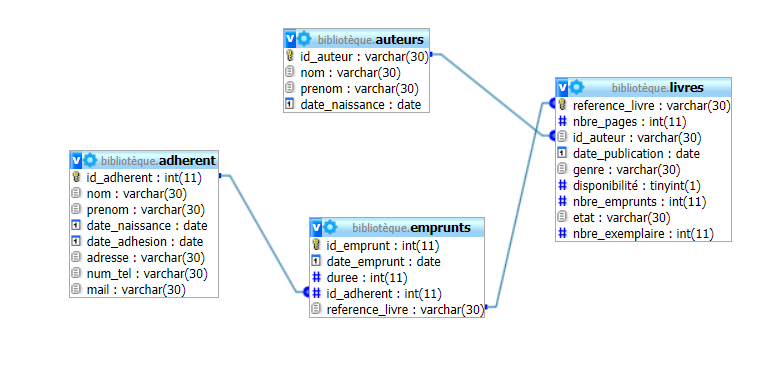 bibliotèque.auteurs
id_auteur : varchar(30)
nom : varchar(30)
prenom : varchar(30)
date_naissance : date
bibliotèque.livres
reference_livre : varchar(30)
nbre_pages : int(11)
id_auteur : varchar(30)
date_publication : date
genre : varchar(30)
disponibilité : tinyint(1)
nbre_emprunts : int(11)
etat : varchar(30)
nbre_exemplaire : int(11)
bibliotèque.adherent
id_adherent : int(11)
nom : varchar(30)
prenom : varchar(30)
date_naissance : date
date_adhesion : date
adresse : varchar(30)
num_tel : varchar(30)
mail : varchar(30)
bibliotèque.emprunts
id_emprunt : int(11)
date_emprunt : date
duree : int(11)
id_adherent : int(11)
reference_livre : varchar(30)